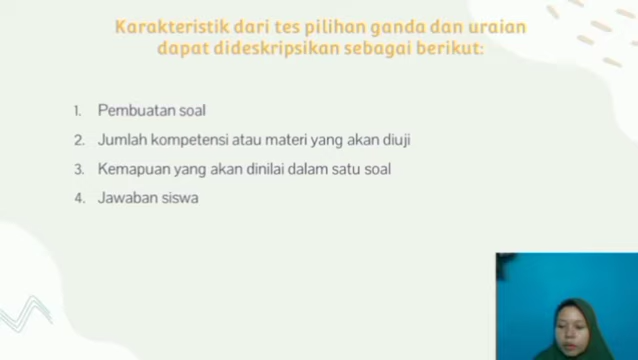 Karakteristik dari tes pilihan ganda dan uraian
dapat dideskripsikan sebagai berikut:
1. Pembuatan soal
2. Jumlah kompetensi atau materi yang akan diuji
3. Kemapuan yang akan dinilai dalam satu soal
4. Jawaban siswa